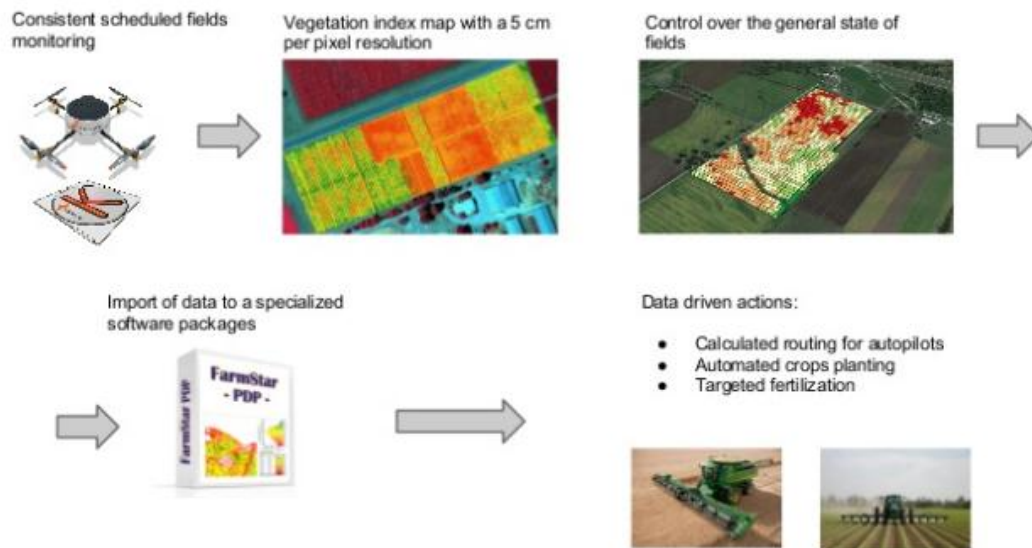 Consistent scheduled fields
monitoring
Vegetation index map with a 5 cm
per pixel resolution
Control over the general state of
fields
Import of data to a specialized
software packages
FarmStar
- PDP -
FarmStar PDP
Data driven actions:
● Calculated routing for autopilots
● Automated crops planting
● Targeted fertilization